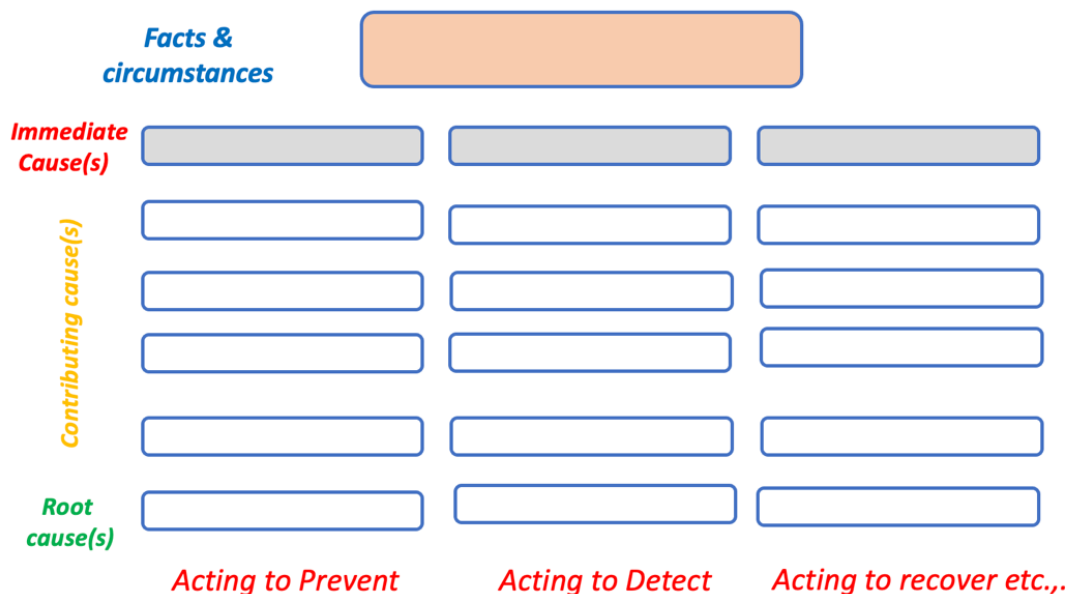 Facts &
circumstances
Immediate
Cause(s)
Contributing cause(s)
Root
cause(s)
Acting to Prevent
Acting to Detect
Acting to recover etc.,.